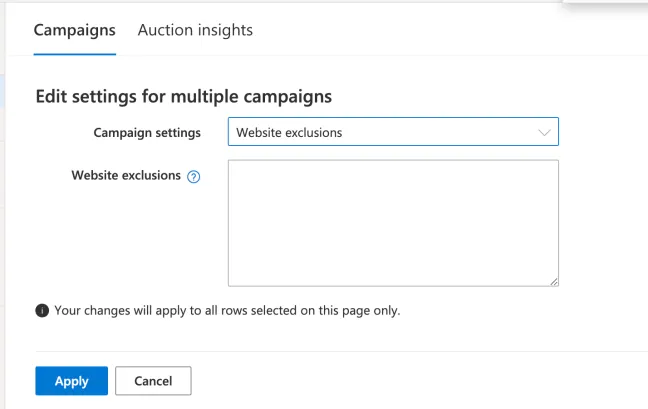 Campaigns Auction insights
Edit settings for multiple campaigns
Campaign settings Website exclusions
Website exclusions ?
i Your changes will apply to all rows selected on this page only.
Apply Cancel